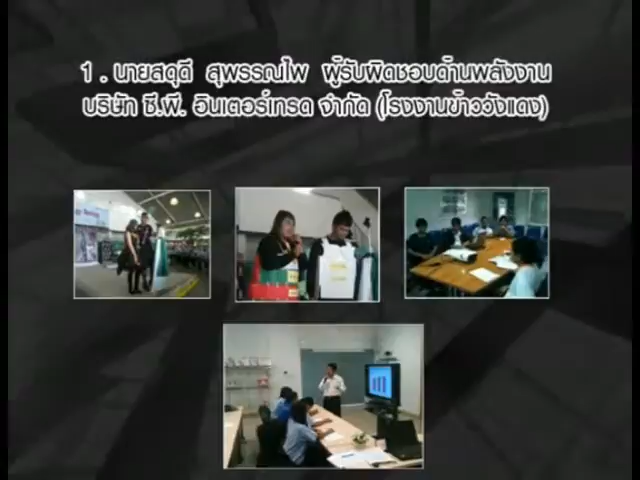 1 . นายสดุดี สุพรรณไพ ผู้รับผิดชอบด้านพลังงาน
บริษัท ซี.พี. อินเตอร์เทรด จำกัด (โรงงานข้าววังแดง)